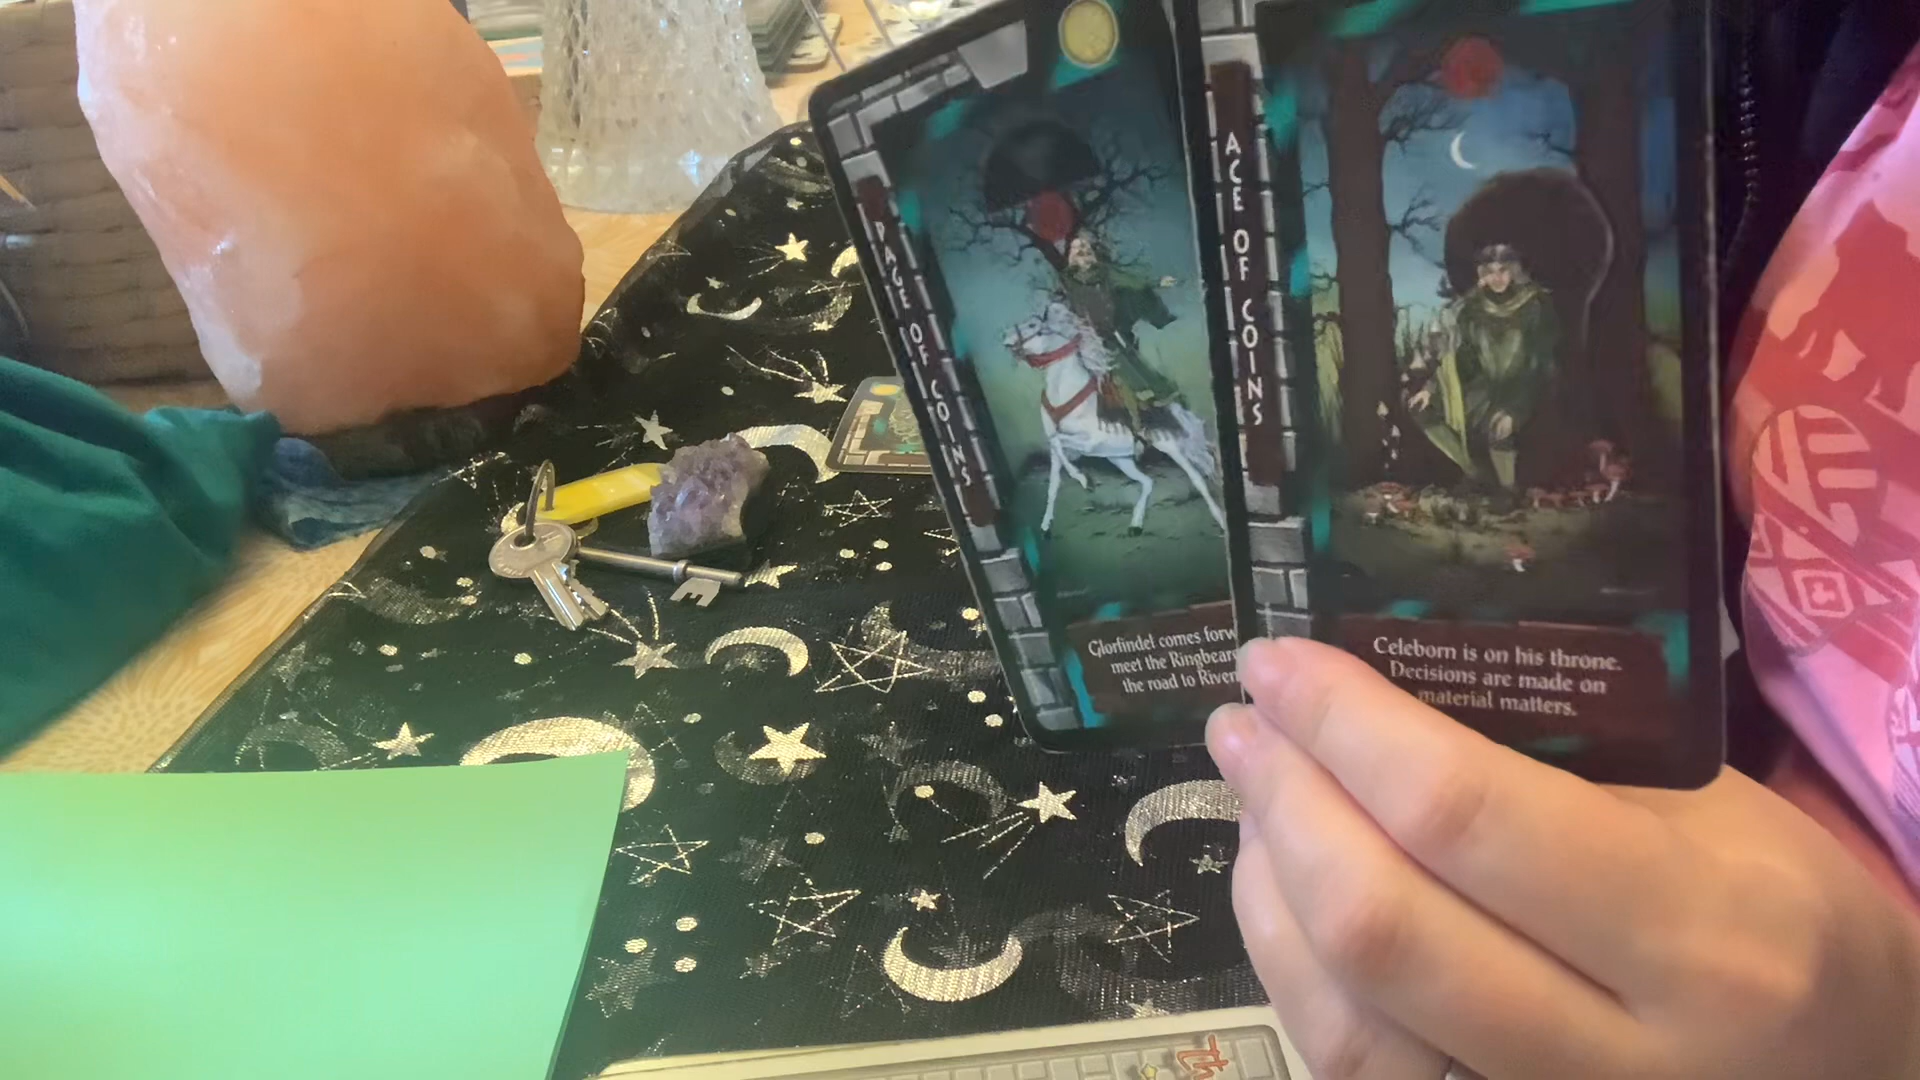 PAGE OF COINS
Glorfindel comes forw
meet the Ringbear
the road to Riven
ACE OF COINS
Celeborn is on his throne.
Decisions are made on
material matters.
Th